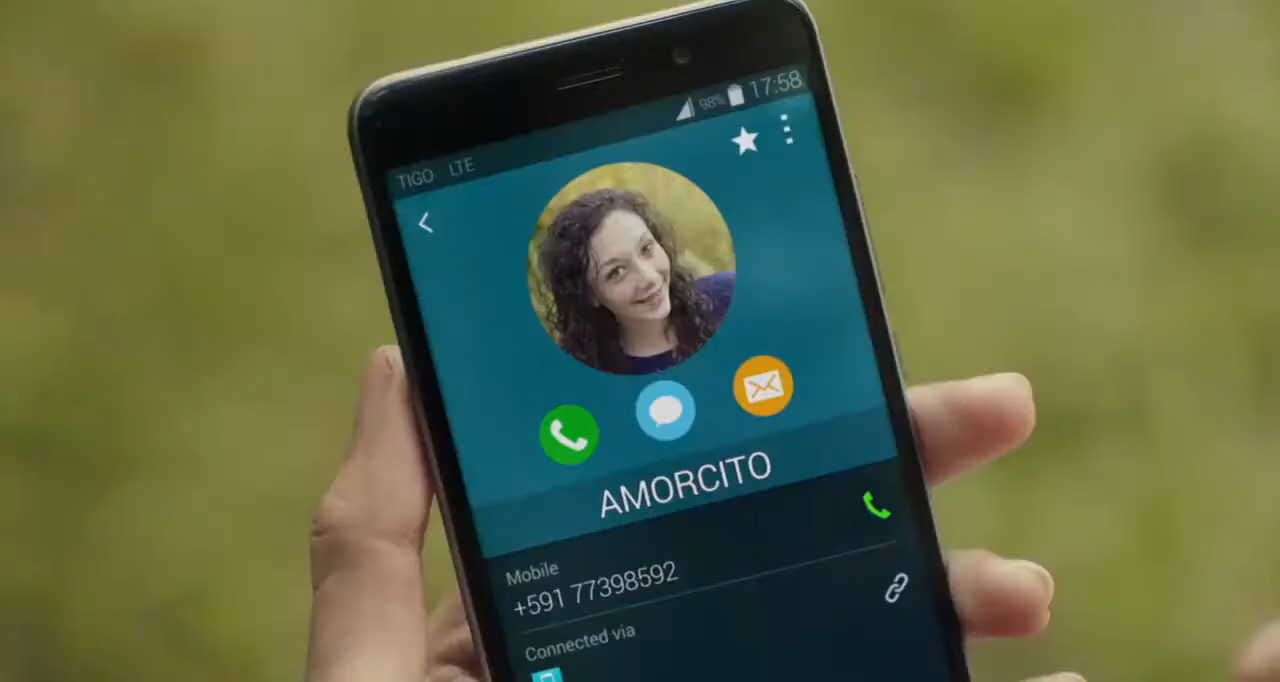 TIGO LTE 98% 17:58
AMORCITO
Mobile
+591 77398592
Connected via